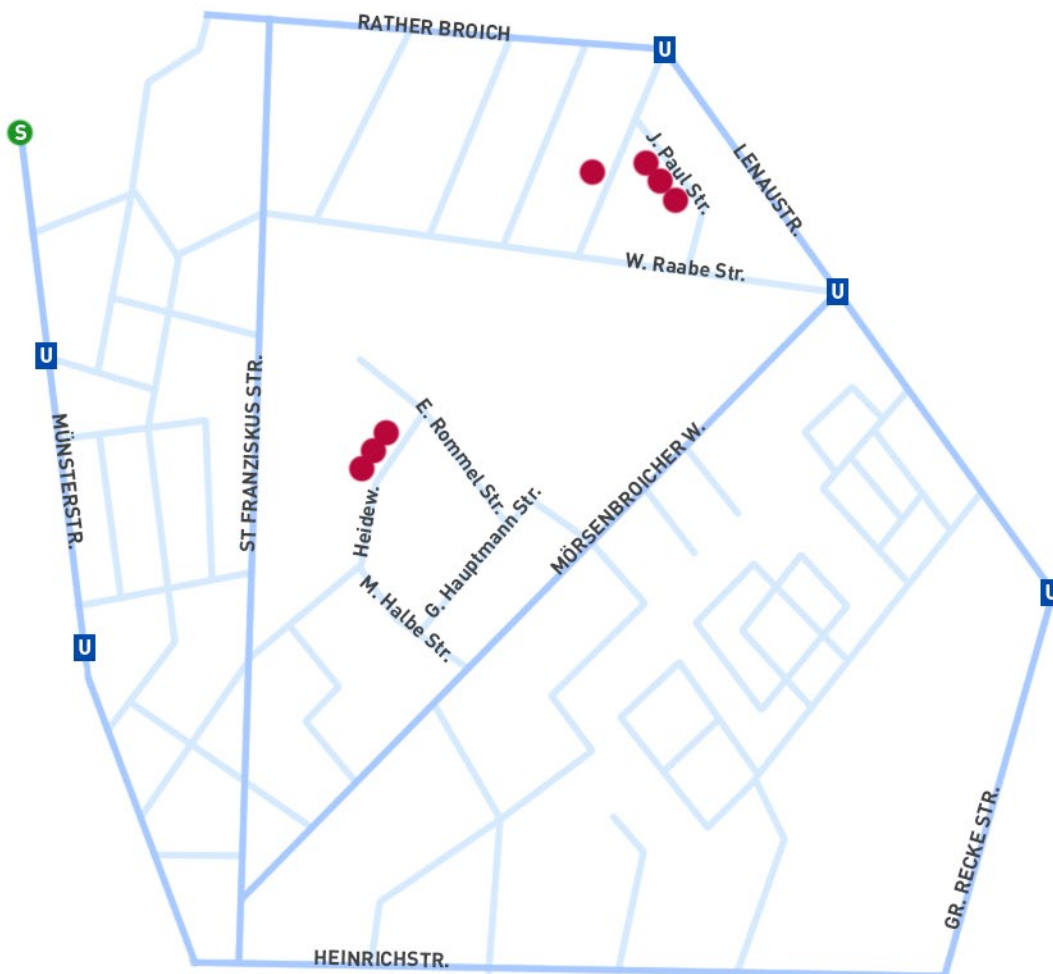 RATHER BROICH
U
S
J. Paul Str.
LENAUSTR.
W. Raabe Str.
U
U
ST FRANZISKUS STR.
MÜNSTERSTR.
E. Rommel Str.
Heidew.
G. Hauptmann Str.
MÖRSENBROICHER W.
M. Halbe Str.
U
U
GR. RECKE STR.
HEINRICHSTR.